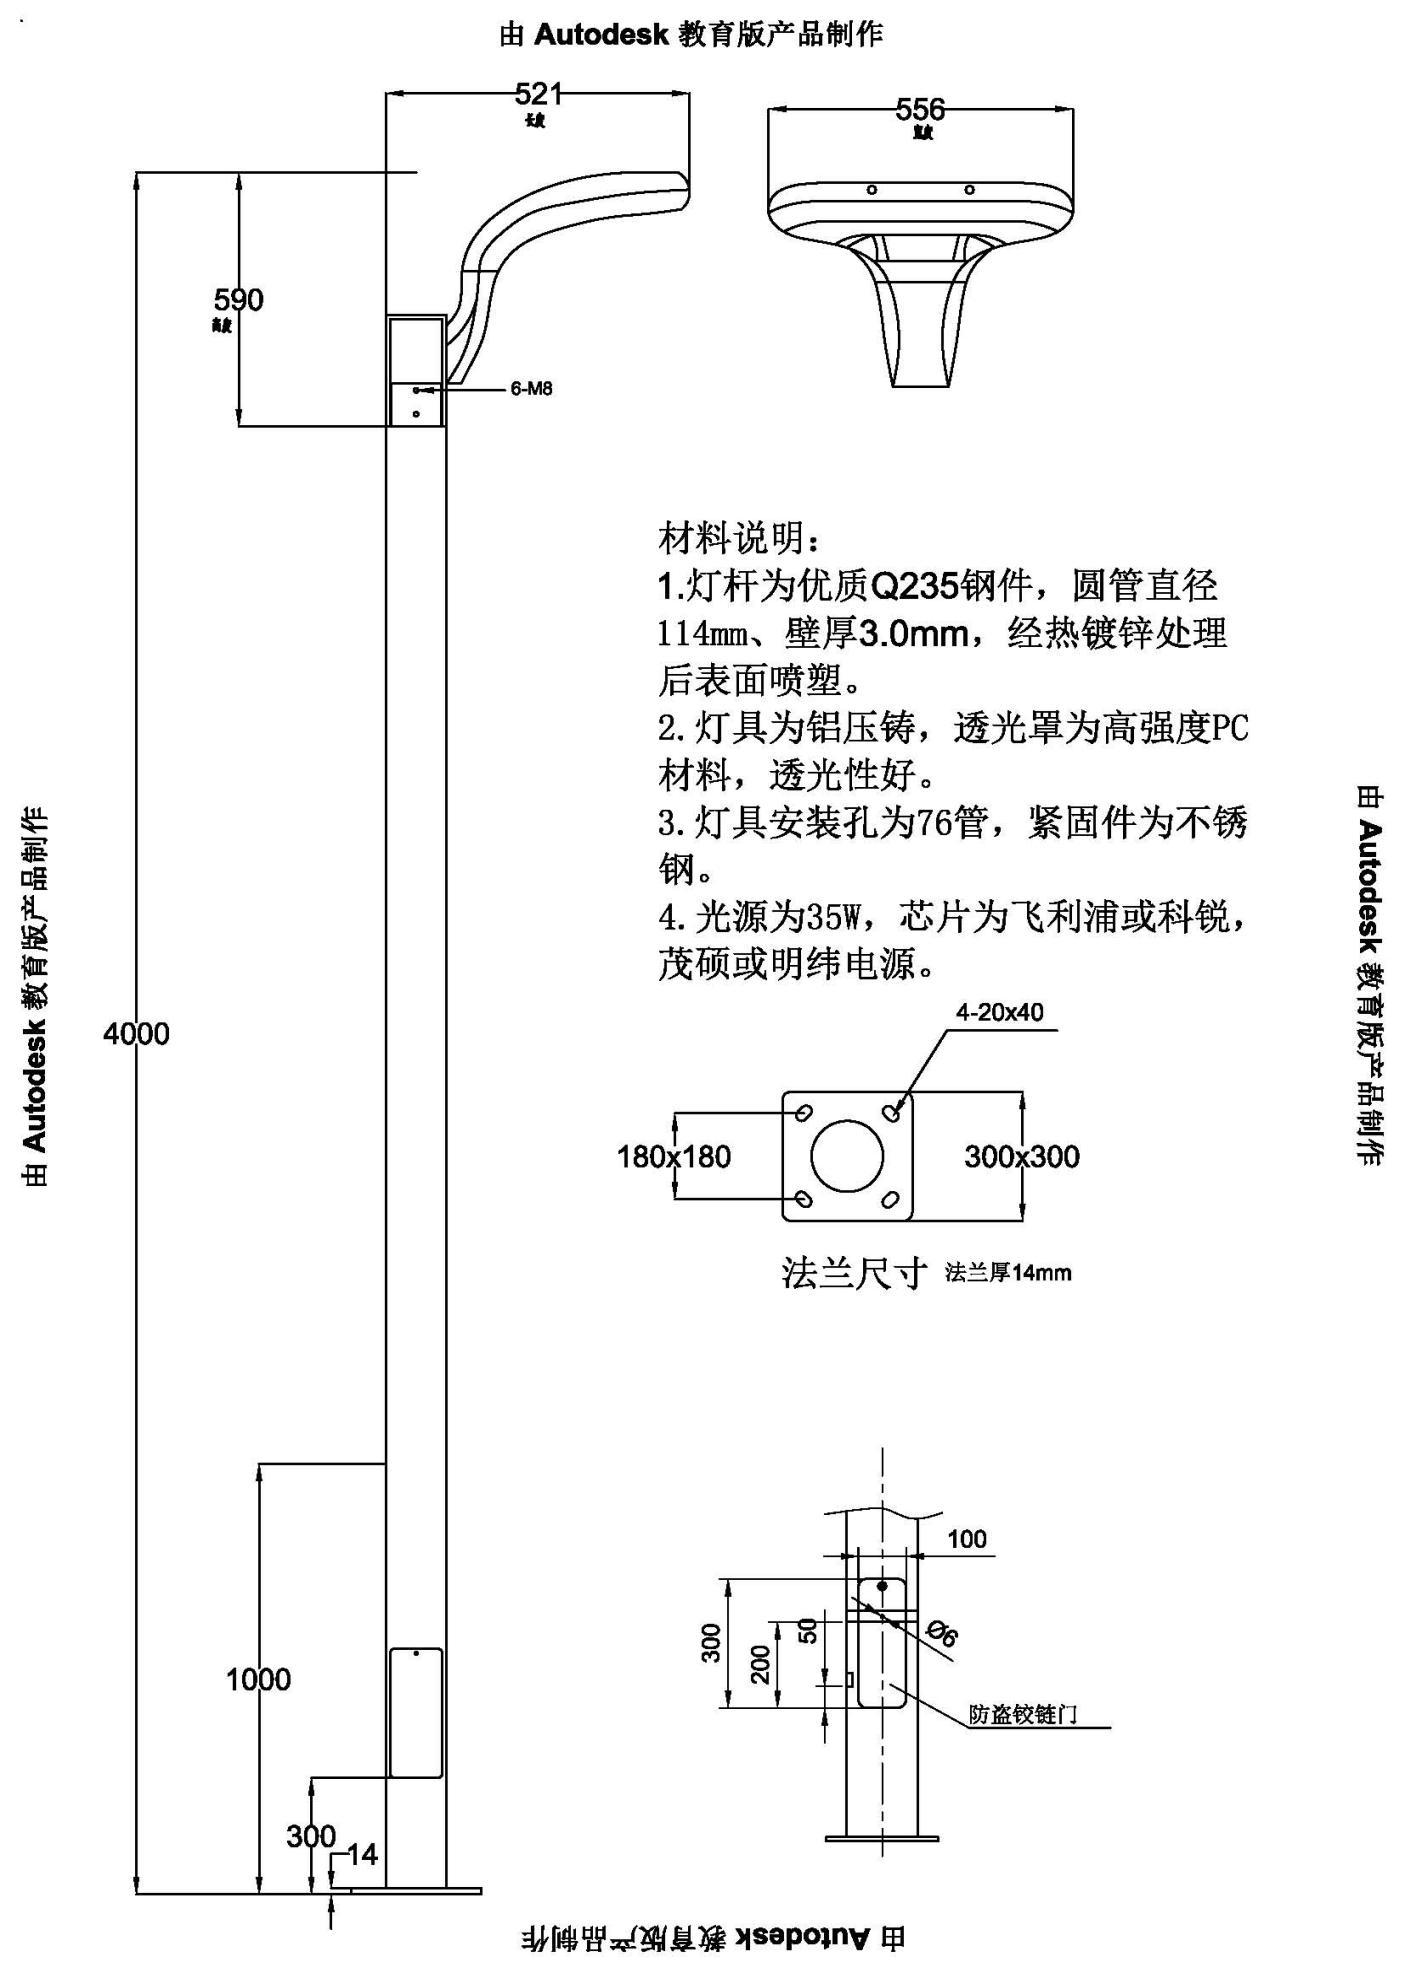 由 Autodesk 教育版产品制作
521
长度
556
宽度
590
高度
6-M8
材料说明：
1.灯杆为优质Q235钢件，圆管直径
114mm、壁厚3.0mm，经热镀锌处理
后表面喷塑。
2.灯具为铝压铸，透光罩为高强度PC
材料，透光性好。
3.灯具安装孔为76管，紧固件为不锈
钢。
4.光源为35W，芯片为飞利浦或科锐，
茂硕或明纬电源。
由 Autodesk 教育版产品制作
由 Autodesk 教育版产品制作
4000
4-20x40
180x180
300x300
法兰尺寸 法兰厚14mm
1000
300
14
100
300
200
50
Ø6
防盗铰链门
由 Autodesk 教育版产品制作